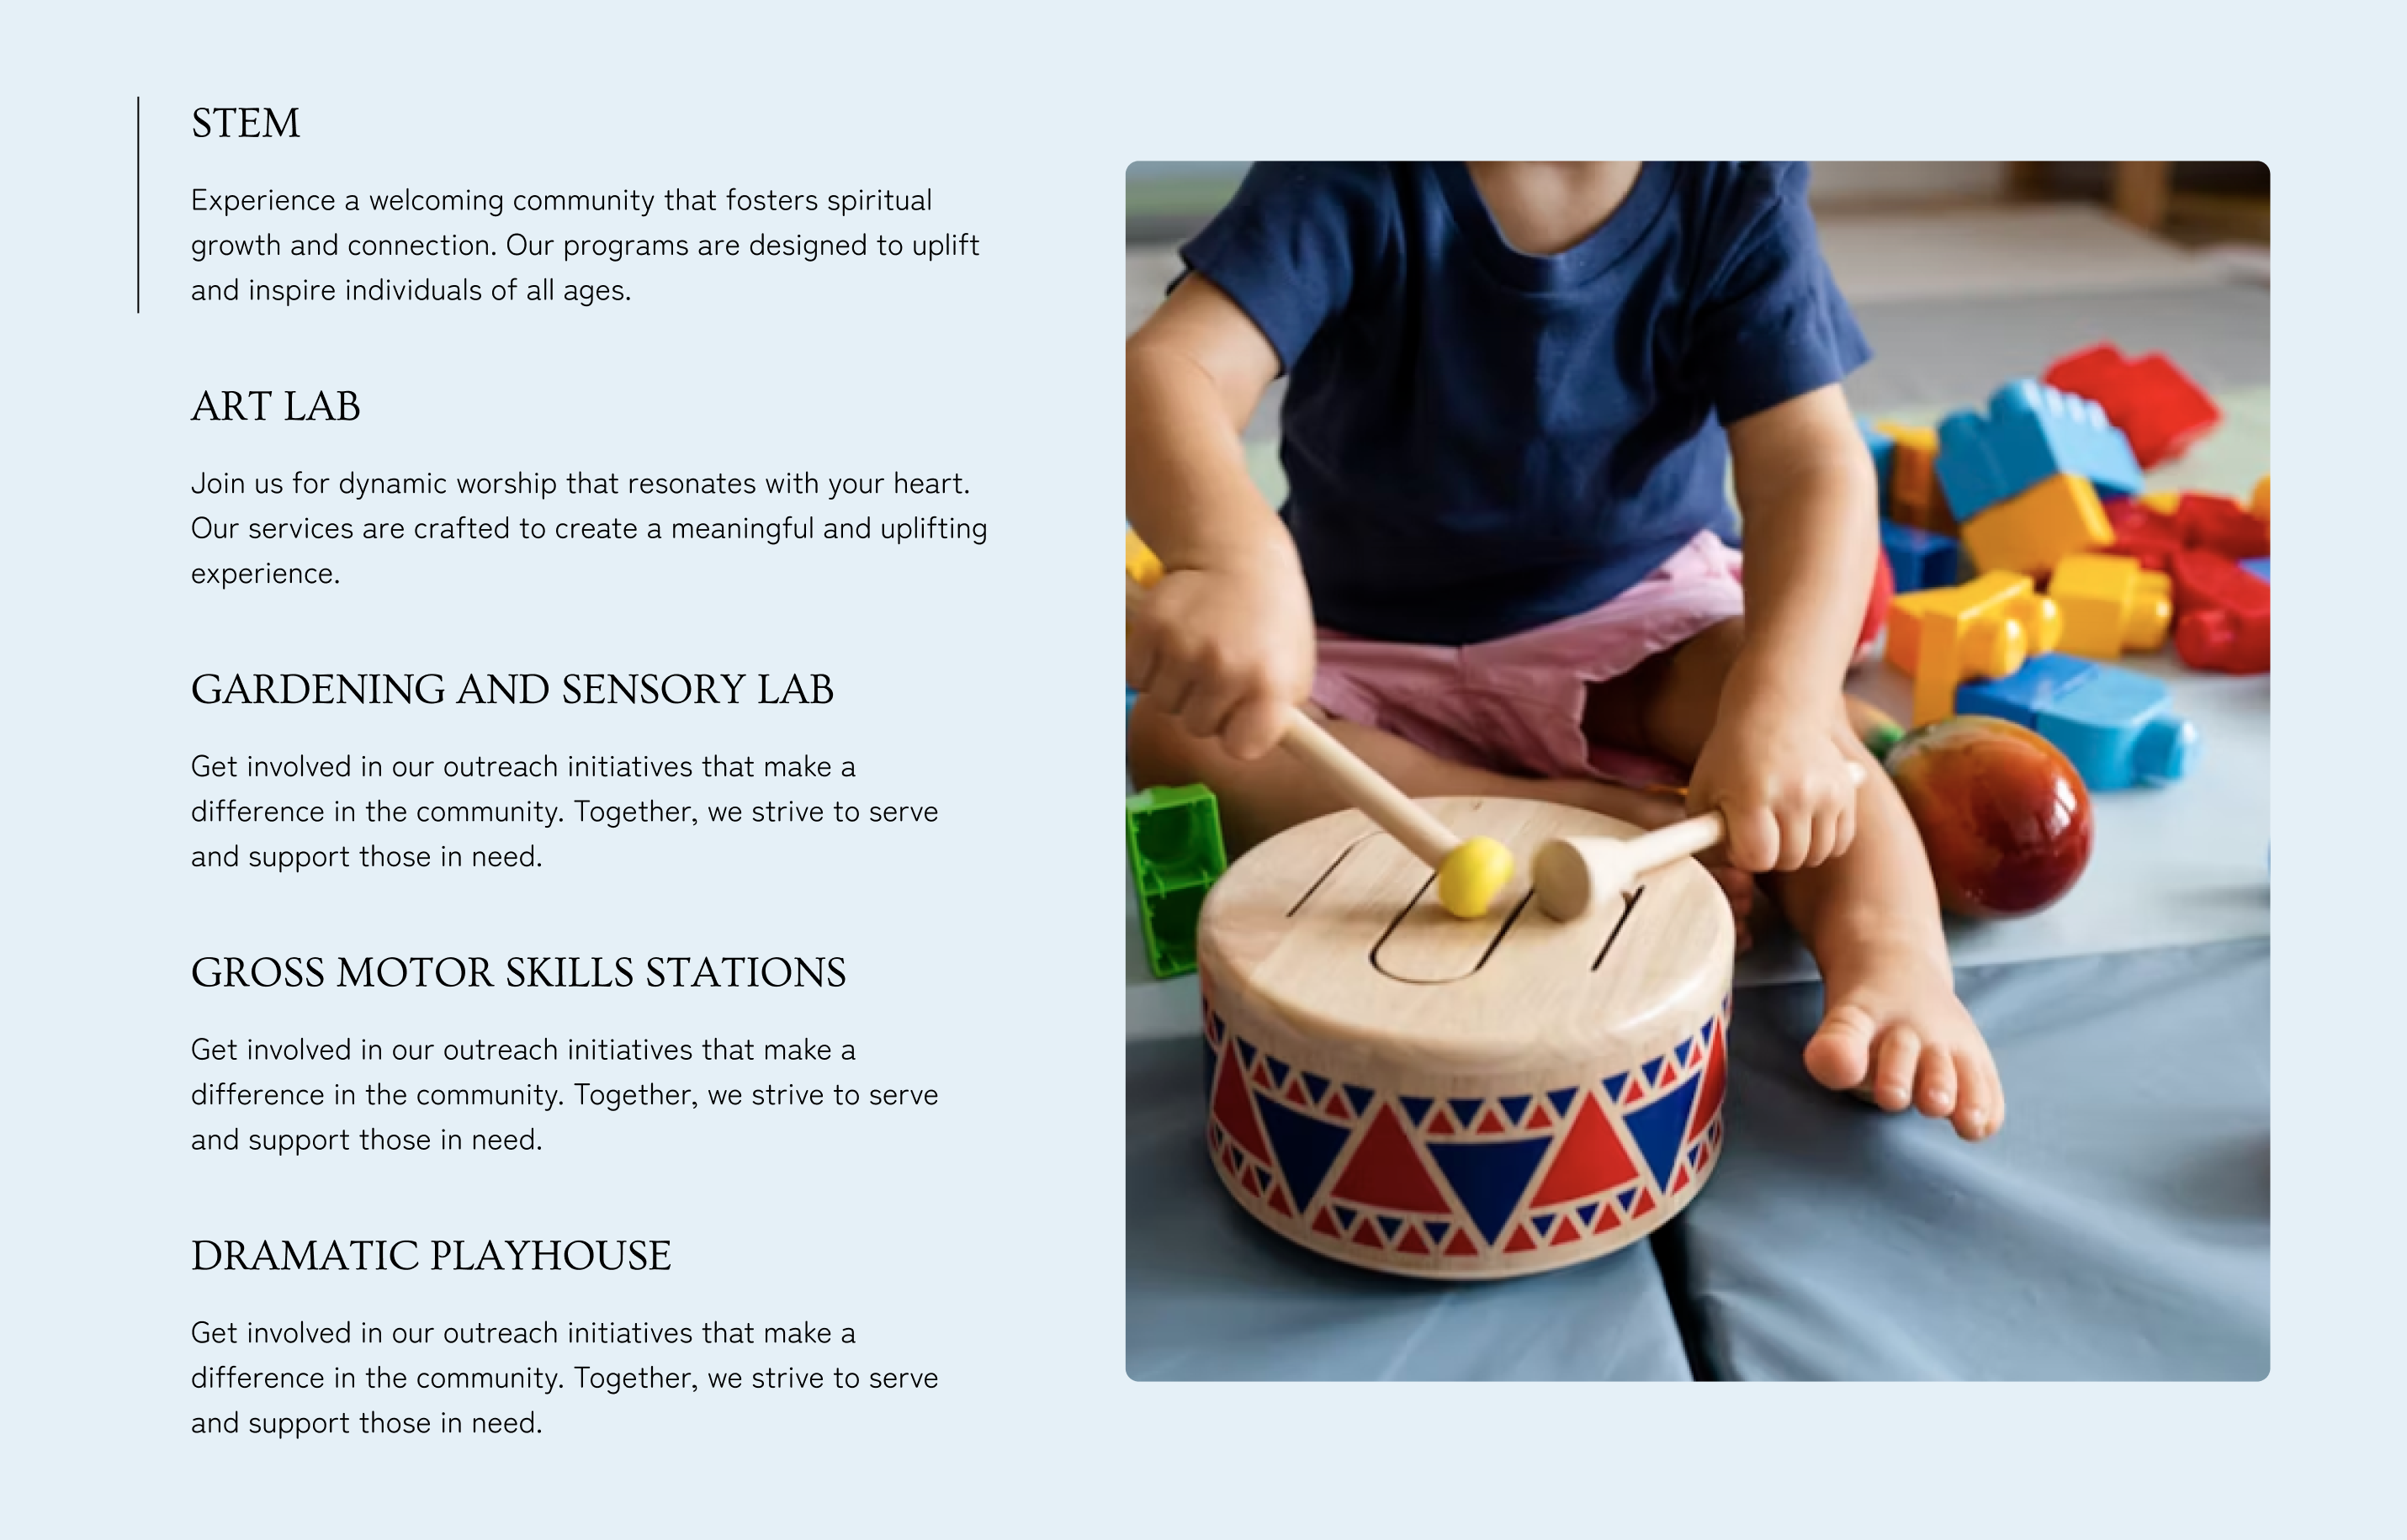 STEM
Experience a welcoming community that fosters spiritual
growth and connection. Our programs are designed to uplift
and inspire individuals of all ages.
ART LAB
Join us for dynamic worship that resonates with your heart.
Our services are crafted to create a meaningful and uplifting
experience.
GARDENING AND SENSORY LAB
Get involved in our outreach initiatives that make a
difference in the community. Together, we strive to serve
and support those in need.
GROSS MOTOR SKILLS STATIONS
Get involved in our outreach initiatives that make a
difference in the community. Together, we strive to serve
and support those in need.
DRAMATIC PLAYHOUSE
Get involved in our outreach initiatives that make a
difference in the community. Together, we strive to serve
and support those in need.